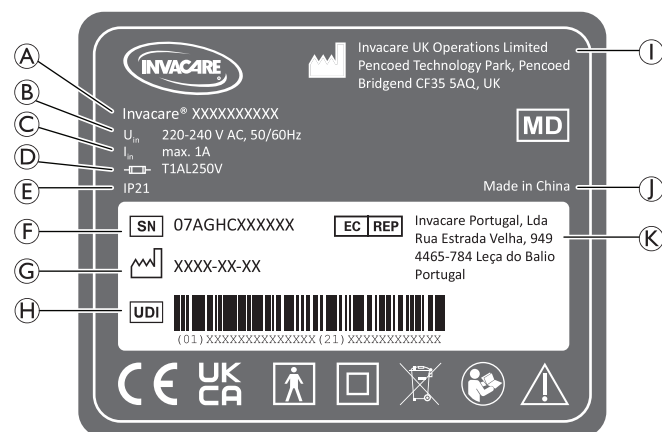 INVACARE
Invacare UK Operations Limited
Pencoed Technology Park, Pencoed
Bridgend CF35 5AQ, UK
A
I
Invacare® XXXXXXXXXX
B
Uin 220-240 V AC, 50/60Hz
MD
C
Iin max. 1A
D
T1AL250V
E
IP21
Made in China
J
F
SN 07AGHCXXXXXX
EC REP
Invacare Portugal, Lda
Rua Estrada Velha, 949
4465-784 Leça do Balio
Portugal
K
G
XXXX-XX-XX
H
UDI
(01)XXXXXXXXXXXXXX(21)XXXXXXXXXXXX
CE
UK
CA